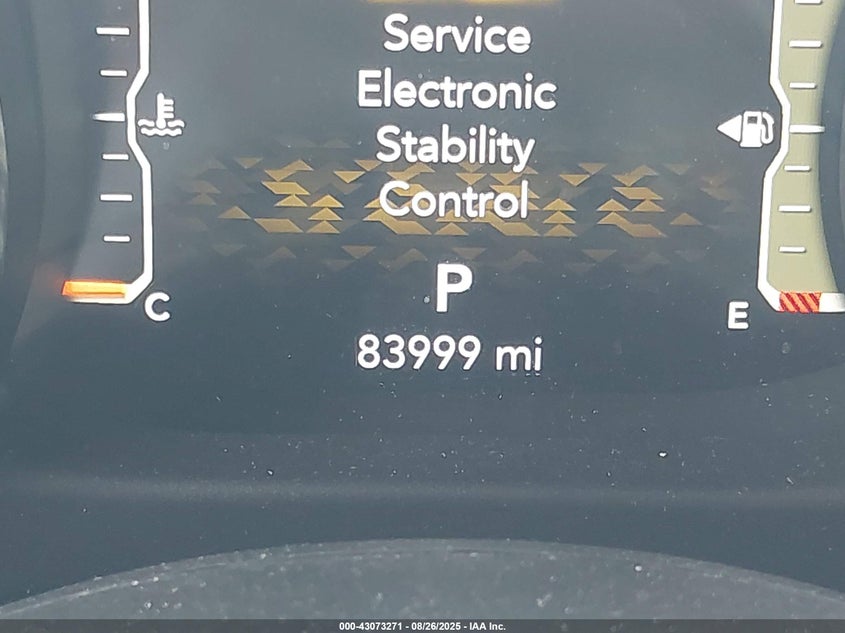 Service
Electronic
Stability
Control
P
C
E
83999 mi
000-43073271 - 08/26/2025 - IAA Inc.